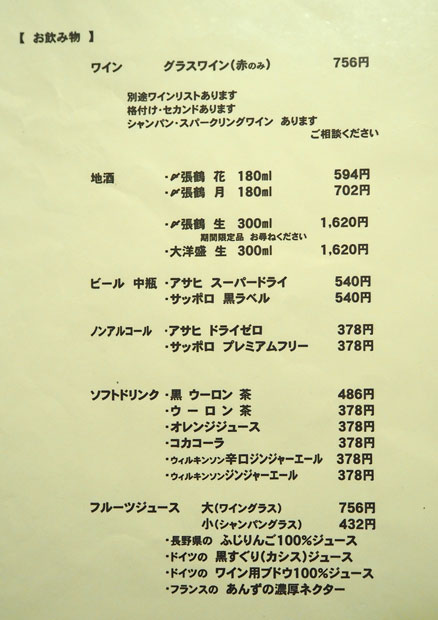 【 お飲み物 】
ワイン グラスワイン(赤のみ) 756円
別途ワインリストあります
格付け・セカンドあります
シャンパン・スパークリングワイン あります
ご相談ください
地酒 ・〆張鶴 花 180ml 594円
・〆張鶴 月 180ml 702円
・〆張鶴 生 300ml 1,620円
期間限定品 お尋ねください
・大洋盛 生 300ml 1,620円
ビール 中瓶 ・アサヒ スーパードライ 540円
・サッポロ 黒ラベル 540円
ノンアルコール ・アサヒ ドライゼロ 378円
・サッポロ プレミアムフリー 378円
ソフトドリンク ・黒 ウーロン 茶 486円
・ウーロン茶 378円
・オレンジジュース 378円
・コカコーラ 378円
・ウィルキンソン辛口ジンジャーエール 378円
・ウィルキンソンジンジャーエール 378円
フルーツジュース 大(ワイングラス) 756円
小(シャンパングラス) 432円
・長野県の ふじりんご100%ジュース
・ドイツの 黒すぐり(カシス)ジュース
・ドイツの ワイン用ブドウ100%ジュース
・フランスの あんずの濃厚ネクター